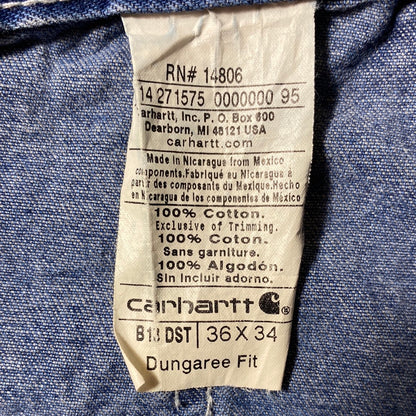 RN# 14806
14 271575 0000000 95
arhartt, Inc. P. O. Box 600
Dearborn, MI 48121 USA
carhartt.com
Made in Nicaragua from Mexico
components. Fabriqué au Nicaragua à
partir des composants du Mexique. Hecho
en Nicaragua de los componentes de México
100% Cotton.
Exclusive of Trimming.
100% Coton.
Sans garniture.
100% Algodón.
Sin Incluir adorno.
carhartt
B13 DST 36 X 34
Dungaree Fit